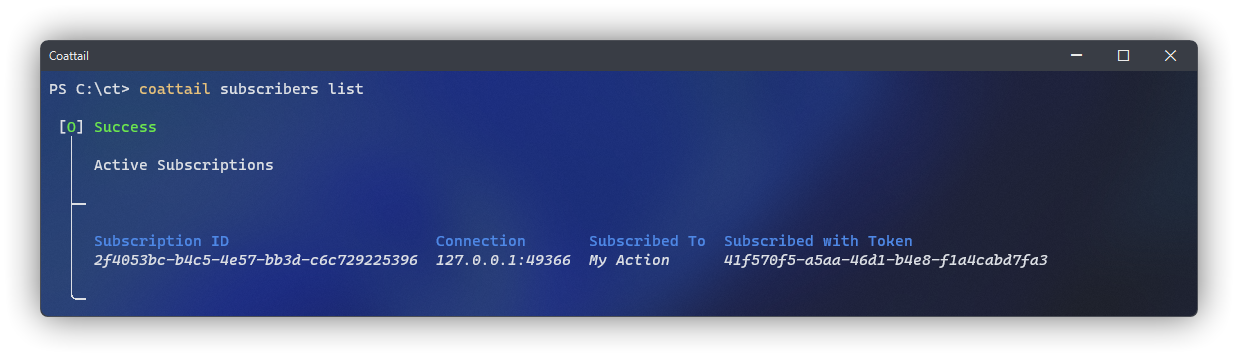 Coattail
PS C:\ct> coattail subscribers list
[O] Success
Active Subscriptions
Subscription ID Connection Subscribed To Subscribed with Token
2f4053bc-b4c5-4e57-bb3d-c6c729225396 127.0.0.1:49366 My Action 41f570f5-a5aa-46d1-b4e8-f1a4cabd7fa3